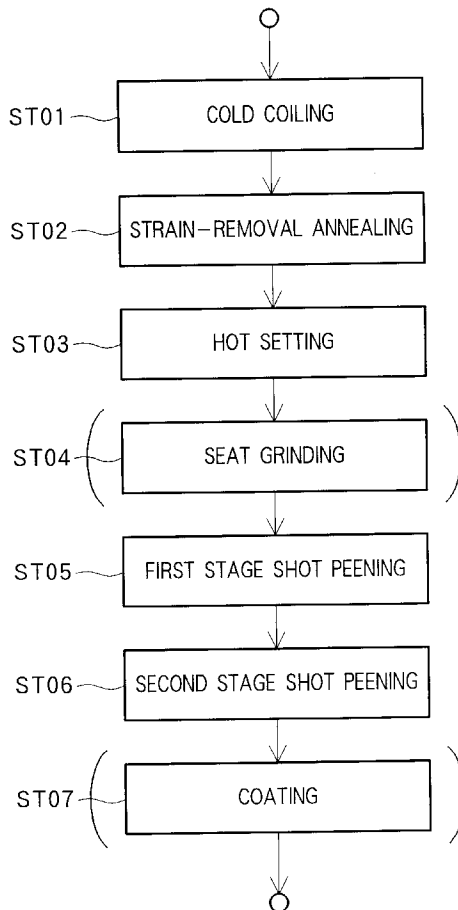 ST01 COLD COILING
ST02 STRAIN-REMOVAL ANNEALING
ST03 HOT SETTING
ST04 ( SEAT GRINDING )
ST05 FIRST STAGE SHOT PEENING
ST06 SECOND STAGE SHOT PEENING
ST07 ( COATING )